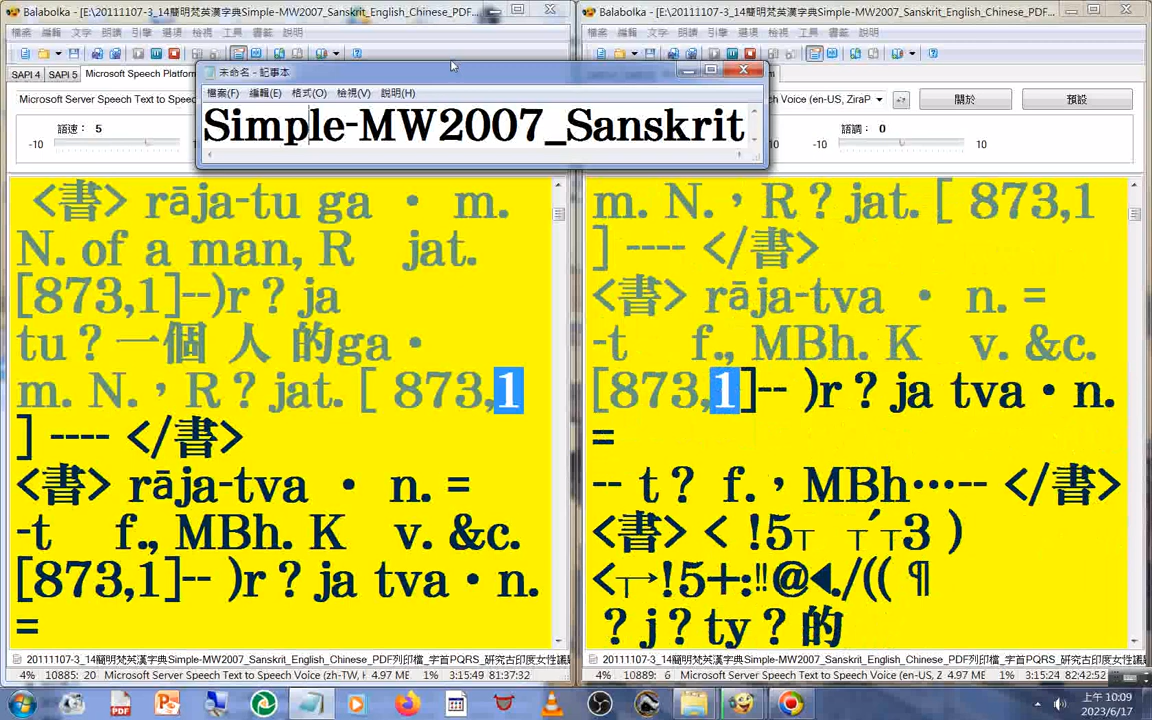 Balabolka - [E:\20111107-3_14簡明梵英漢字典Simple-MW2007_Sanskrit_English_Chinese_PDF...
檔案 編輯 文字 朗讀 引擎 選項 檢視 工具 書籤 說明
SAPI 4 SAPI 5 Microsoft Speech Platform
Microsoft Server Speech Text to Spee
語速： 5
-10
<書> rāja-tu ga ・ m.
N. of a man, R jat.
[873,1]--)r？ja
tu？一個 人 的ga・
m. N.，R？jat. [ 873,1
] ---- </書>
<書> rāja-tva ・ n. =
-t f., MBh. K v. &c.
[873,1]-- )r？ja tva・n.
=
20111107-3_14簡明梵英漢字典Simple-MW2007_Sanskrit_English_Chinese_PDF列印檔_字首PQRS_研究古印度女性議
4% 10885: 20 Microsoft Server Speech Text to Speech Voice (zh-TW, H 4.97 ME 1% 3:15:49 81:37:32
未命名 - 記事本
檔案(F) 編輯(E) 格式(O) 檢視(V) 說明(H)
Simple-MW2007_Sanskrit
Balabolka - [E:\20111107-3_14簡明梵英漢字典Simple-MW2007_Sanskrit_English_Chinese_PDF...
檔案 編輯 文字 朗讀 引擎 選項 檢視 工具 書籤 說明
Voice (en-US, ZiraP 關於 預設
語調： 0
-10 10
m. N.，R？jat. [ 873,1
] ---- </書>
<書> rāja-tva ・ n. =
-t f., MBh. K v. &c.
[873,1]-- )r？ja tva・n.
=
-- t？ f.，MBh…-- </書>
<書> < !5┬ ┬ˊ┬3 )
<┬→!5+:‼@◄./(( ¶
？j？ty？的
20111107-3_14簡明梵英漢字典Simple-MW2007_Sanskrit_English_Chinese_PDF列印檔_字首PQRS_研究古印度女性議
4% 10889: 6 Microsoft Server Speech Text to Speech Voice (en-US, Z 4.97 ME 1% 3:15:24 82:42:52
上午 10:09
2023/6/17